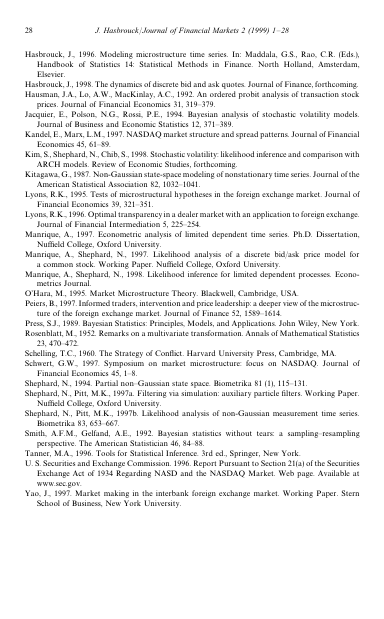 28 J. Hasbrouck / Journal of Financial Markets 2 (1999) 1–28
Hasbrouck, J., 1996. Modeling microstructure time series. In: Maddala, G.S., Rao, C.R. (Eds.),
Handbook of Statistics 14: Statistical Methods in Finance. North Holland, Amsterdam,
Elsevier.
Hasbrouck, J., 1998. The dynamics of discrete bid and ask quotes. Journal of Finance, forthcoming.
Hausman, J.A., Lo, A.W., MacKinlay, A.C., 1992. An ordered probit analysis of transaction stock
prices. Journal of Financial Economics 31, 319–379.
Jacquier, E., Polson, N.G., Rossi, P.E., 1994. Bayesian analysis of stochastic volatility models.
Journal of Business and Economic Statistics 12, 371–389.
Kandel, E., Marx, L.M., 1997. NASDAQ market structure and spread patterns. Journal of Financial
Economics 45, 61–89.
Kim, S., Shephard, N., Chib, S., 1998. Stochastic volatility: likelihood inference and comparison with
ARCH models. Review of Economic Studies, forthcoming.
Kitagawa, G., 1987. Non-Gaussian state-space modeling of nonstationary time series. Journal of the
American Statistical Association 82, 1032–1041.
Lyons, R.K., 1995. Tests of microstructural hypotheses in the foreign exchange market. Journal of
Financial Economics 39, 321–351.
Lyons, R.K., 1996. Optimal transparency in a dealer market with an application to foreign exchange.
Journal of Financial Intermediation 5, 225–254.
Manrique, A., 1997. Econometric analysis of limited dependent time series. Ph.D. Dissertation,
Nuffield College, Oxford University.
Manrique, A., Shephard, N., 1997. Likelihood analysis of a discrete bid/ask price model for
a common stock. Working Paper. Nuffield College, Oxford University.
Manrique, A., Shephard, N., 1998. Likelihood inference for limited dependent processes. Econo-
metrics Journal.
O'Hara, M., 1995. Market Microstructure Theory. Blackwell, Cambridge, USA.
Peiers, B., 1997. Informed traders, intervention and price leadership: a deeper view of the microstruc-
ture of the foreign exchange market. Journal of Finance 52, 1589–1614.
Press, S.J., 1989. Bayesian Statistics: Principles, Models, and Applications. John Wiley, New York.
Rosenblatt, M., 1952. Remarks on a multivariate transformation. Annals of Mathematical Statistics
23, 470–472.
Schelling, T.C., 1960. The Strategy of Conflict. Harvard University Press, Cambridge, MA.
Schwert, G.W., 1997. Symposium on market microstructure: focus on NASDAQ. Journal of
Financial Economics 45, 1–8.
Shephard, N., 1994. Partial non-Gaussian state space. Biometrika 81 (1), 115–131.
Shephard, N., Pitt, M.K., 1997a. Filtering via simulation: auxiliary particle filters. Working Paper.
Nuffield College, Oxford University.
Shephard, N., Pitt, M.K., 1997b. Likelihood analysis of non-Gaussian measurement time series.
Biometrika 83, 653–667.
Smith, A.F.M., Gelfand, A.E., 1992. Bayesian statistics without tears: a sampling–resampling
perspective. The American Statistician 46, 84–88.
Tanner, M.A., 1996. Tools for Statistical Inference. 3rd ed., Springer, New York.
U. S. Securities and Exchange Commission. 1996. Report Pursuant to Section 21(a) of the Securities
Exchange Act of 1934 Regarding NASD and the NASDAQ Market. Web page. Available at
www.sec.gov.
Yao, J., 1997. Market making in the interbank foreign exchange market. Working Paper. Stern
School of Business, New York University.